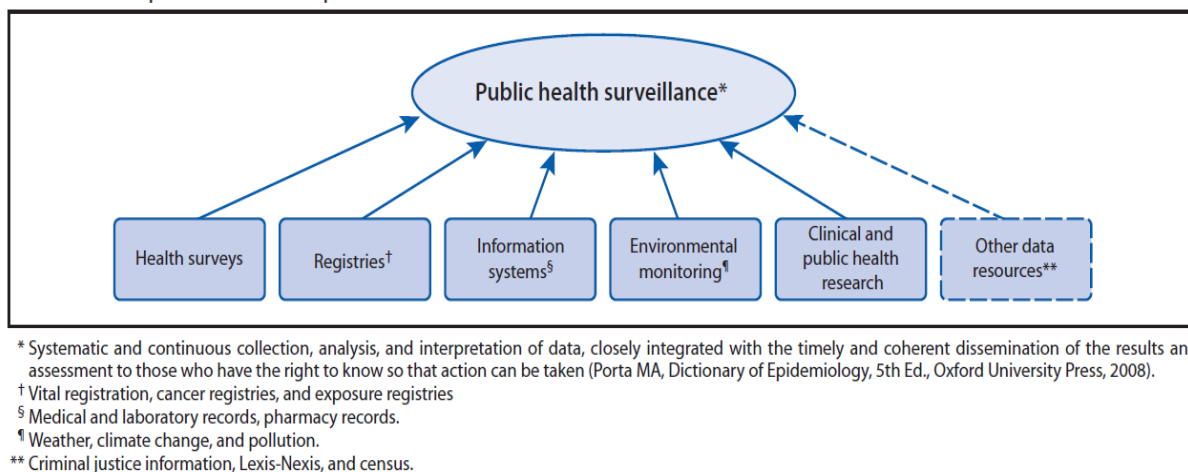 Public health surveillance*
Health surveys
Registries†
Information
systems§
Environmental
monitoring¶
Clinical and
public health
research
Other data
resources**
* Systematic and continuous collection, analysis, and interpretation of data, closely integrated with the timely and coherent dissemination of the results an
assessment to those who have the right to know so that action can be taken (Porta MA, Dictionary of Epidemiology, 5th Ed., Oxford University Press, 2008).
† Vital registration, cancer registries, and exposure registries
§ Medical and laboratory records, pharmacy records.
¶ Weather, climate change, and pollution.
** Criminal justice information, Lexis-Nexis, and census.